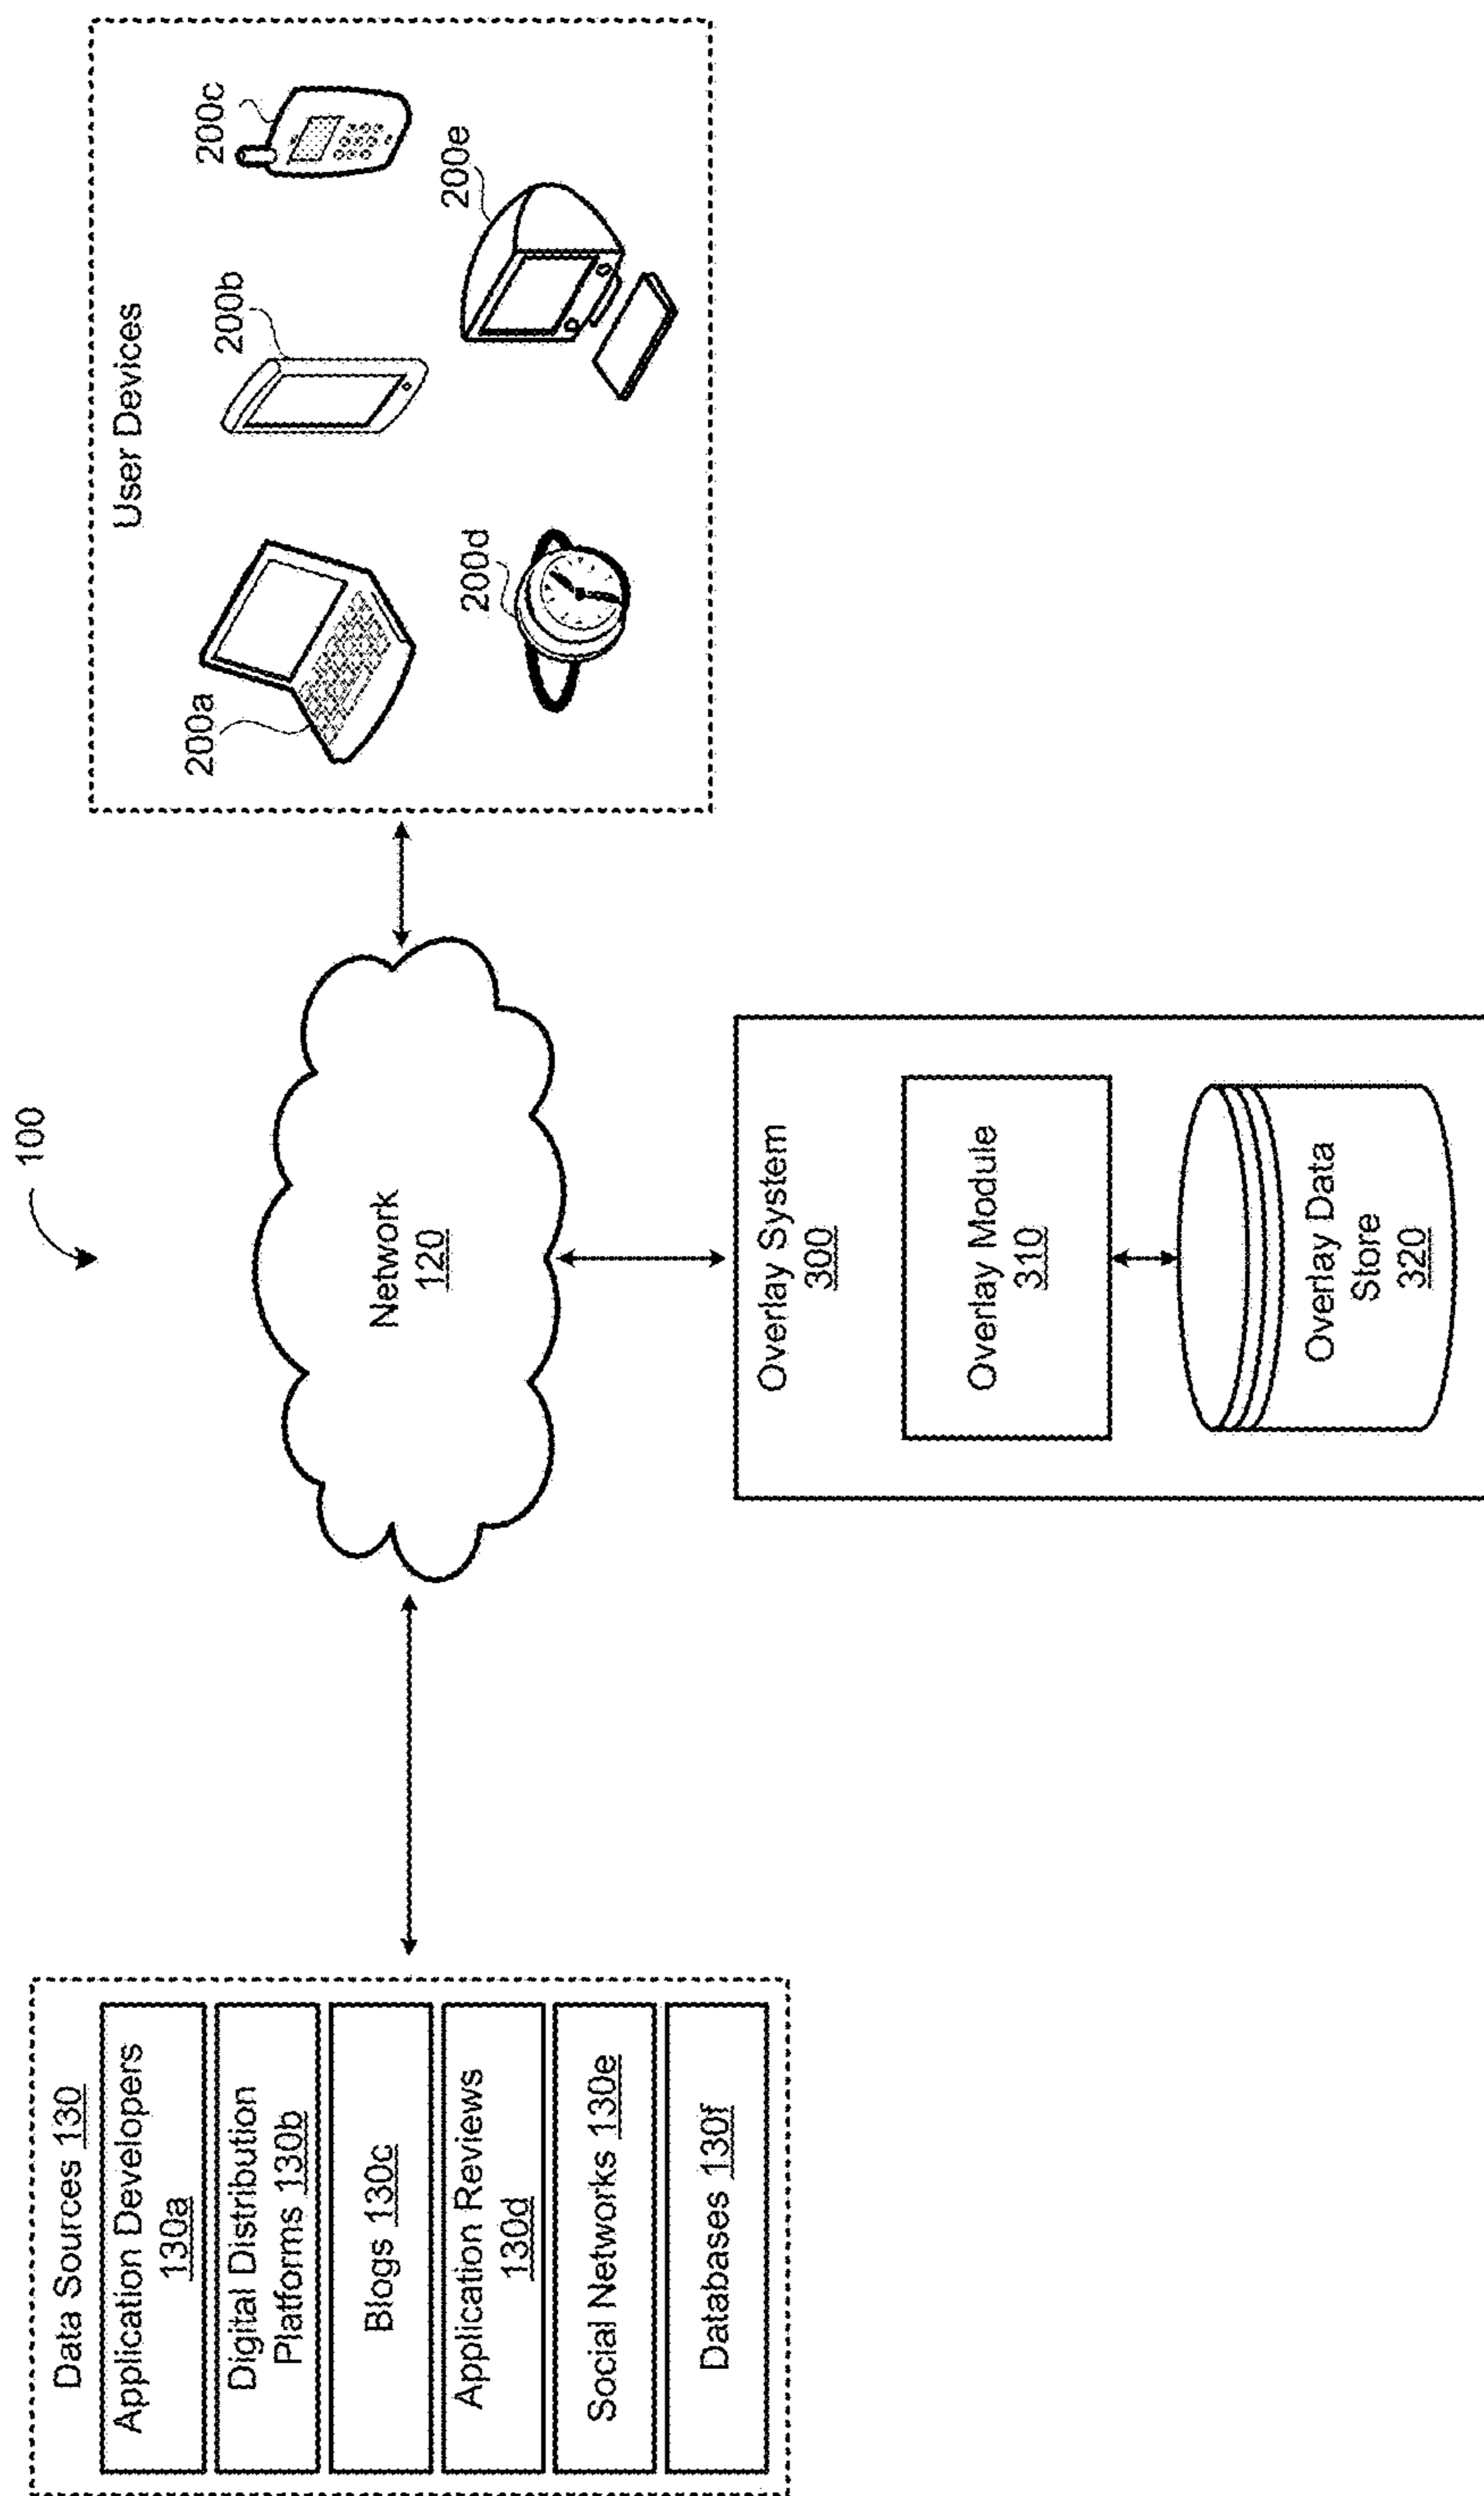 100
Data Sources 130
Application Developers
130a
Digital Distribution
Platforms 130b
Blogs 130c
Application Reviews
130d
Social Networks 130e
Databases 130f
Network
120
User Devices
200a
200b
200c
200d
200e
Overlay System
300
Overlay Module
310
Overlay Data
Store
320